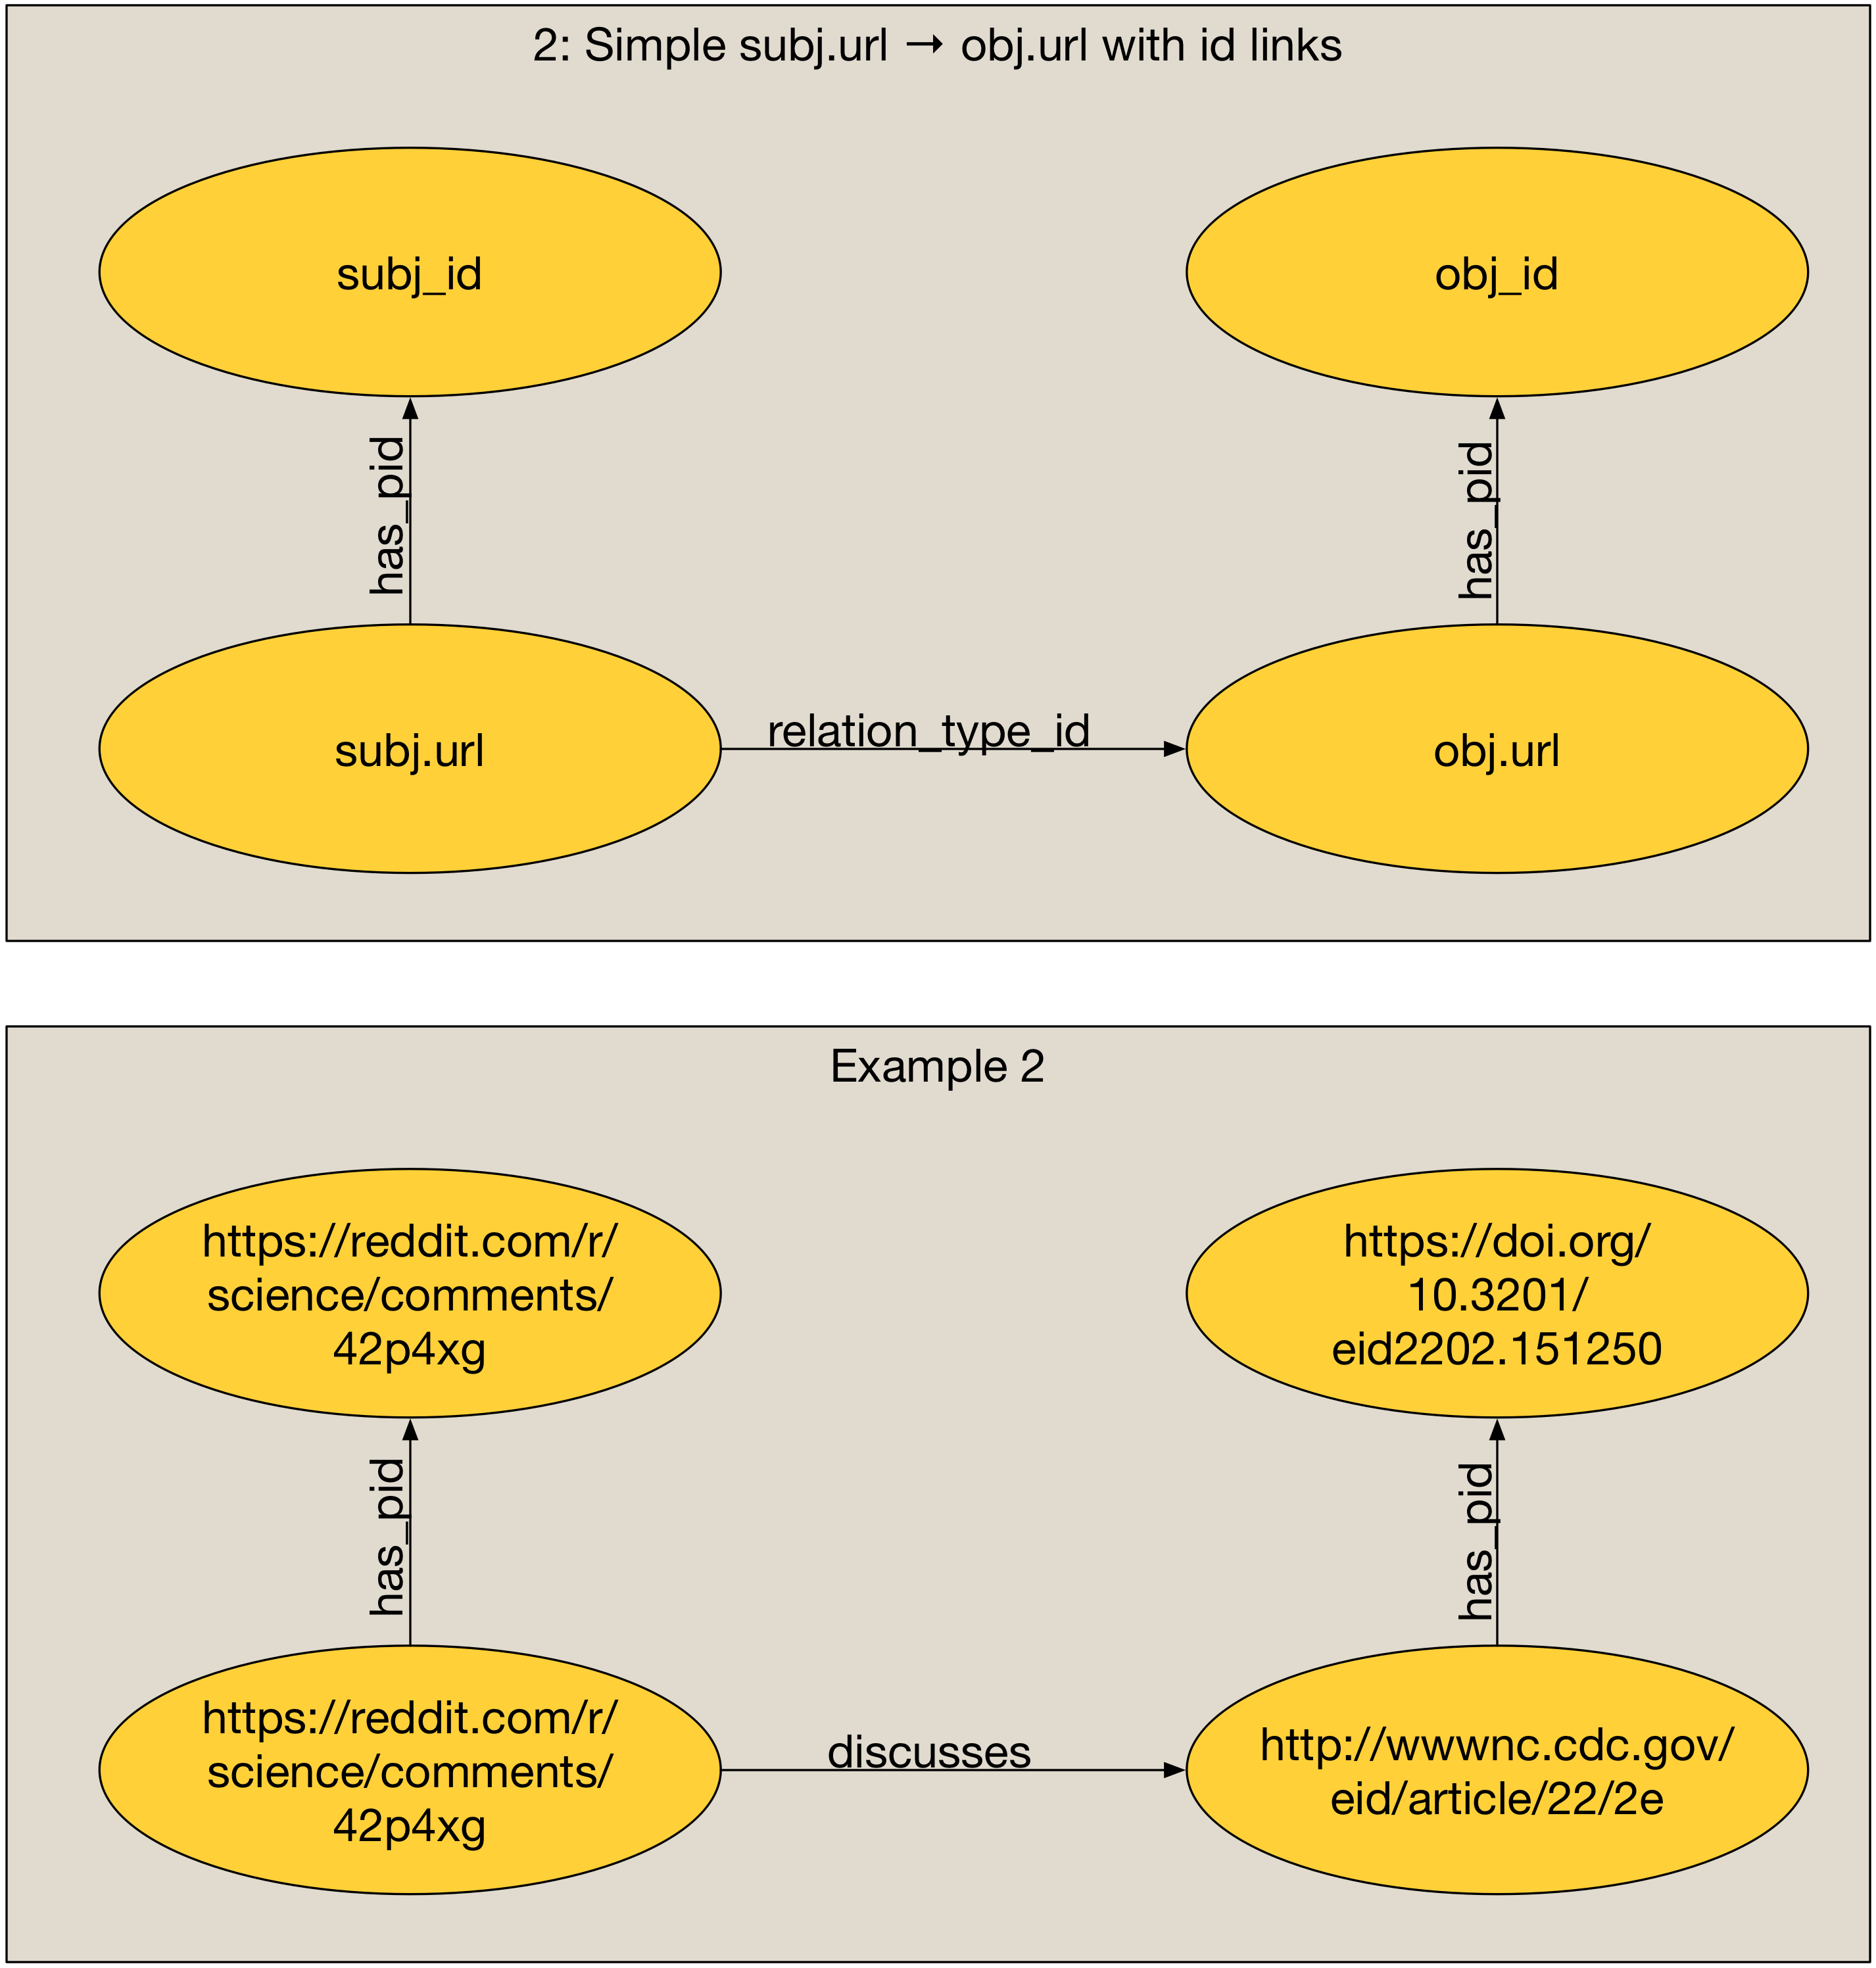 2: Simple subj.url → obj.url with id links
subj_id
obj_id
has_pid
has_pid
subj.url
relation_type_id
obj.url
Example 2
https://reddit.com/r/
science/comments/
42p4xg
https://doi.org/
10.3201/
eid2202.151250
has_pid
has_pid
https://reddit.com/r/
science/comments/
42p4xg
discusses
http://wwwnc.cdc.gov/
eid/article/22/2e